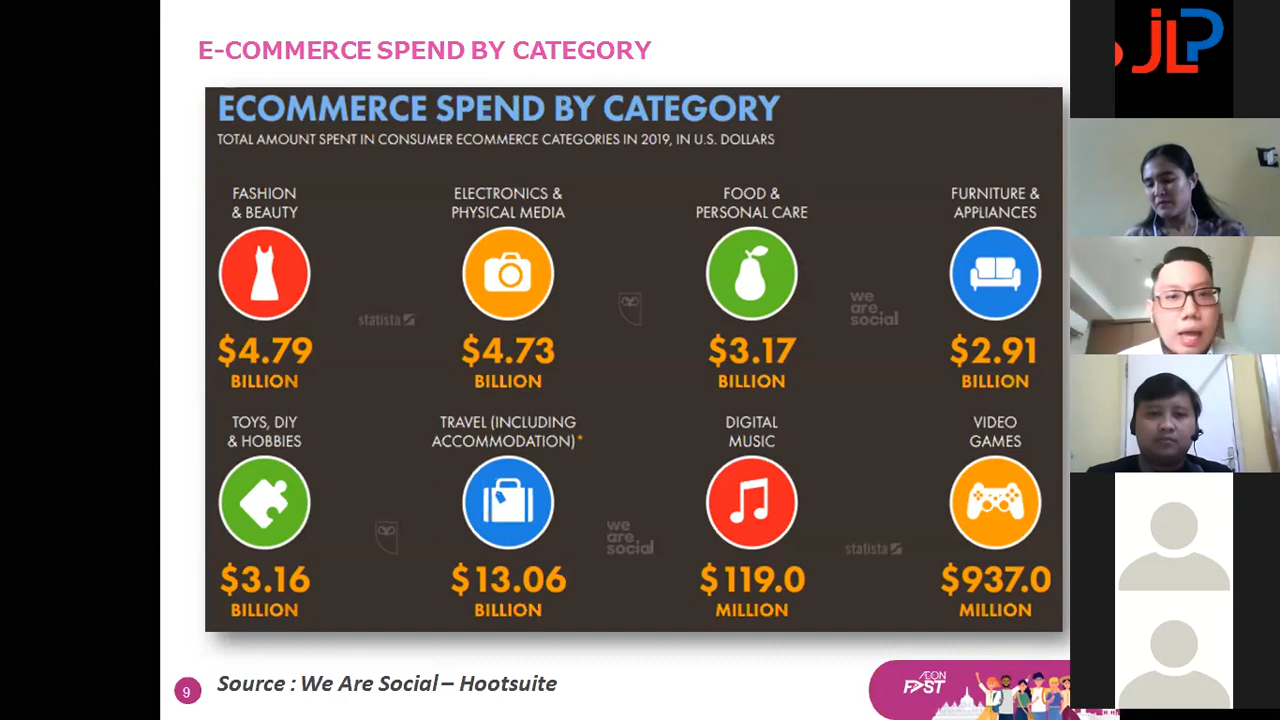 E-COMMERCE SPEND BY CATEGORY
ECOMMERCE SPEND BY CATEGORY
TOTAL AMOUNT SPENT IN CONSUMER ECOMMERCE CATEGORIES IN 2019, IN U.S. DOLLARS
FASHION
& BEAUTY
$4.79
BILLION
ELECTRONICS &
PHYSICAL MEDIA
$4.73
BILLION
FOOD &
PERSONAL CARE
$3.17
BILLION
FURNITURE &
APPLIANCES
$2.91
BILLION
statista
we
are
social
TOYS, DIY
& HOBBIES
$3.16
BILLION
TRAVEL (INCLUDING
ACCOMMODATION)*
$13.06
BILLION
DIGITAL
MUSIC
$119.0
MILLION
VIDEO
GAMES
$937.0
MILLION
we
are
social
statista
9
Source : We Are Social – Hootsuite
ÆON
FAST
JLP